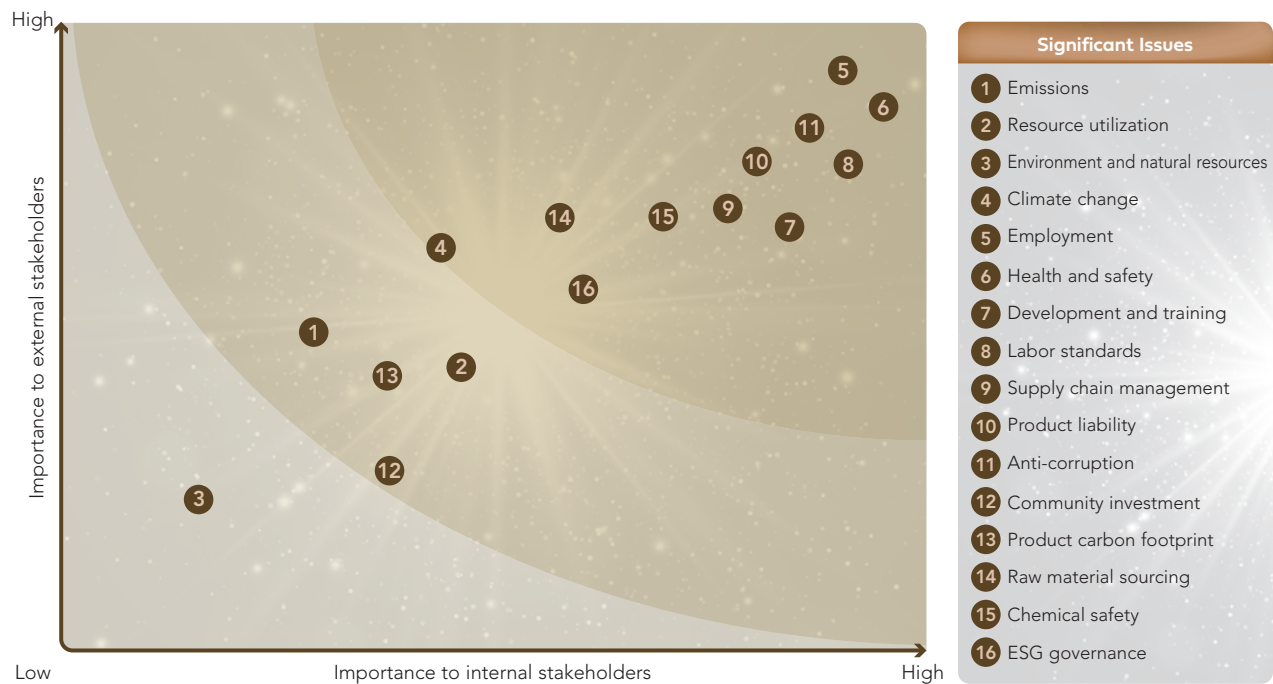 High
Importance to external stakeholders
5
6
11
10
8
14
15
9
7
4
16
1
2
13
12
3
Low
Importance to internal stakeholders
High
Significant Issues
1 Emissions
2 Resource utilization
3 Environment and natural resources
4 Climate change
5 Employment
6 Health and safety
7 Development and training
8 Labor standards
9 Supply chain management
10 Product liability
11 Anti-corruption
12 Community investment
13 Product carbon footprint
14 Raw material sourcing
15 Chemical safety
16 ESG governance